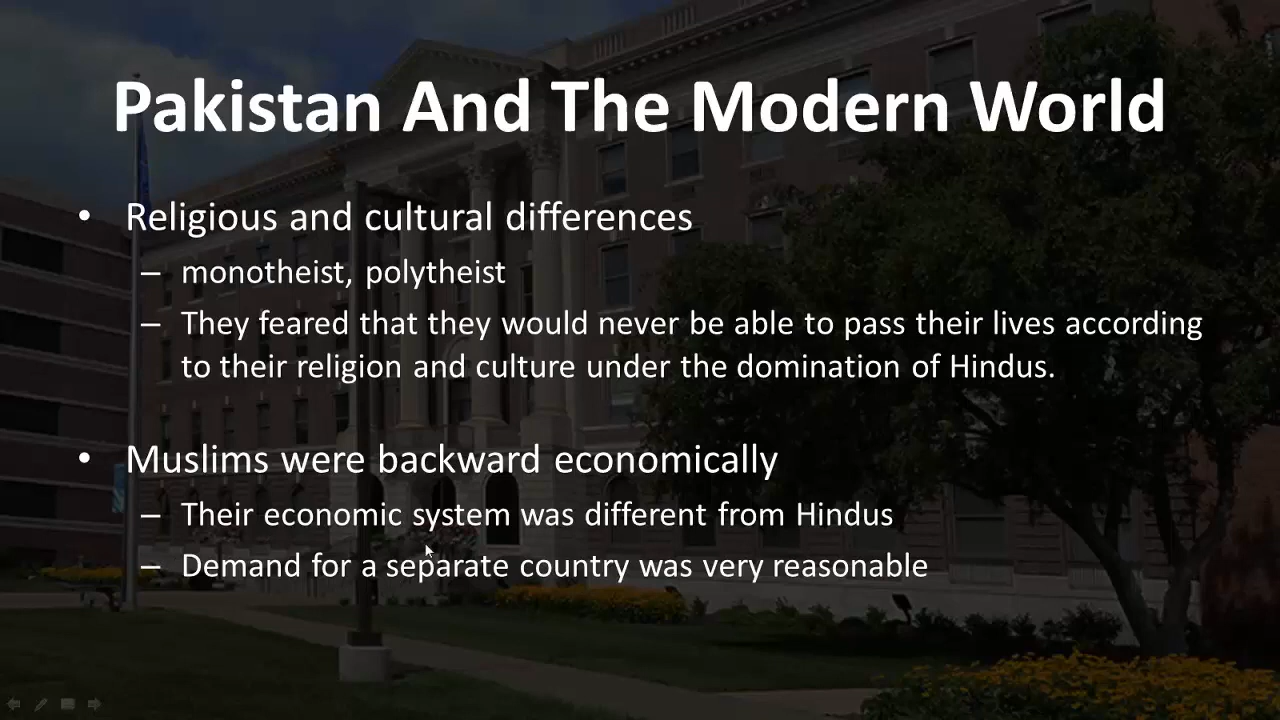 Pakistan And The Modern World
• Religious and cultural differences
– monotheist, polytheist
– They feared that they would never be able to pass their lives according
to their religion and culture under the domination of Hindus.
• Muslims were backward economically
– Their economic system was different from Hindus
– Demand for a separate country was very reasonable